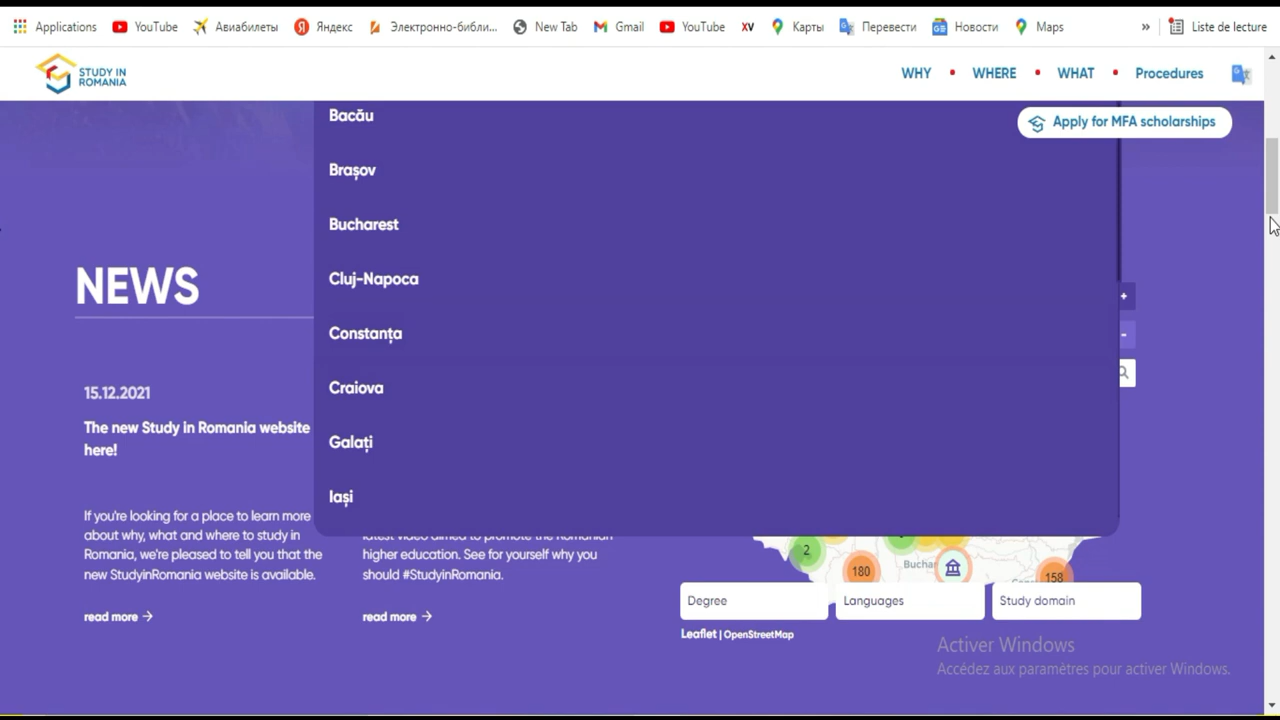 Applications YouTube Авиабилеты Яндекс Электронно-библи... New Tab Gmail YouTube XV Карты Перевести Новости Maps » Liste de lecture
STUDY IN
ROMANIA
WHY • WHERE • WHAT • Procedures
Apply for MFA scholarships
Bacău
Brașov
Bucharest
Cluj-Napoca
Constanța
Craiova
Galați
Iași
NEWS
+
-
15.12.2021
The new Study in Romania website
here!
If you're looking for a place to learn more
about why, what and where to study in
Romania, we're pleased to tell you that the
new StudyinRomania website is available.
read more →
latest video aimed to promote the Romanian
higher education. See for yourself why you
should #StudyinRomania.
read more →
2
180
Buchar
158
Degree
Languages
Study domain
Leaflet | OpenStreetMap
Activer Windows
Accédez aux paramètres pour activer Windows.